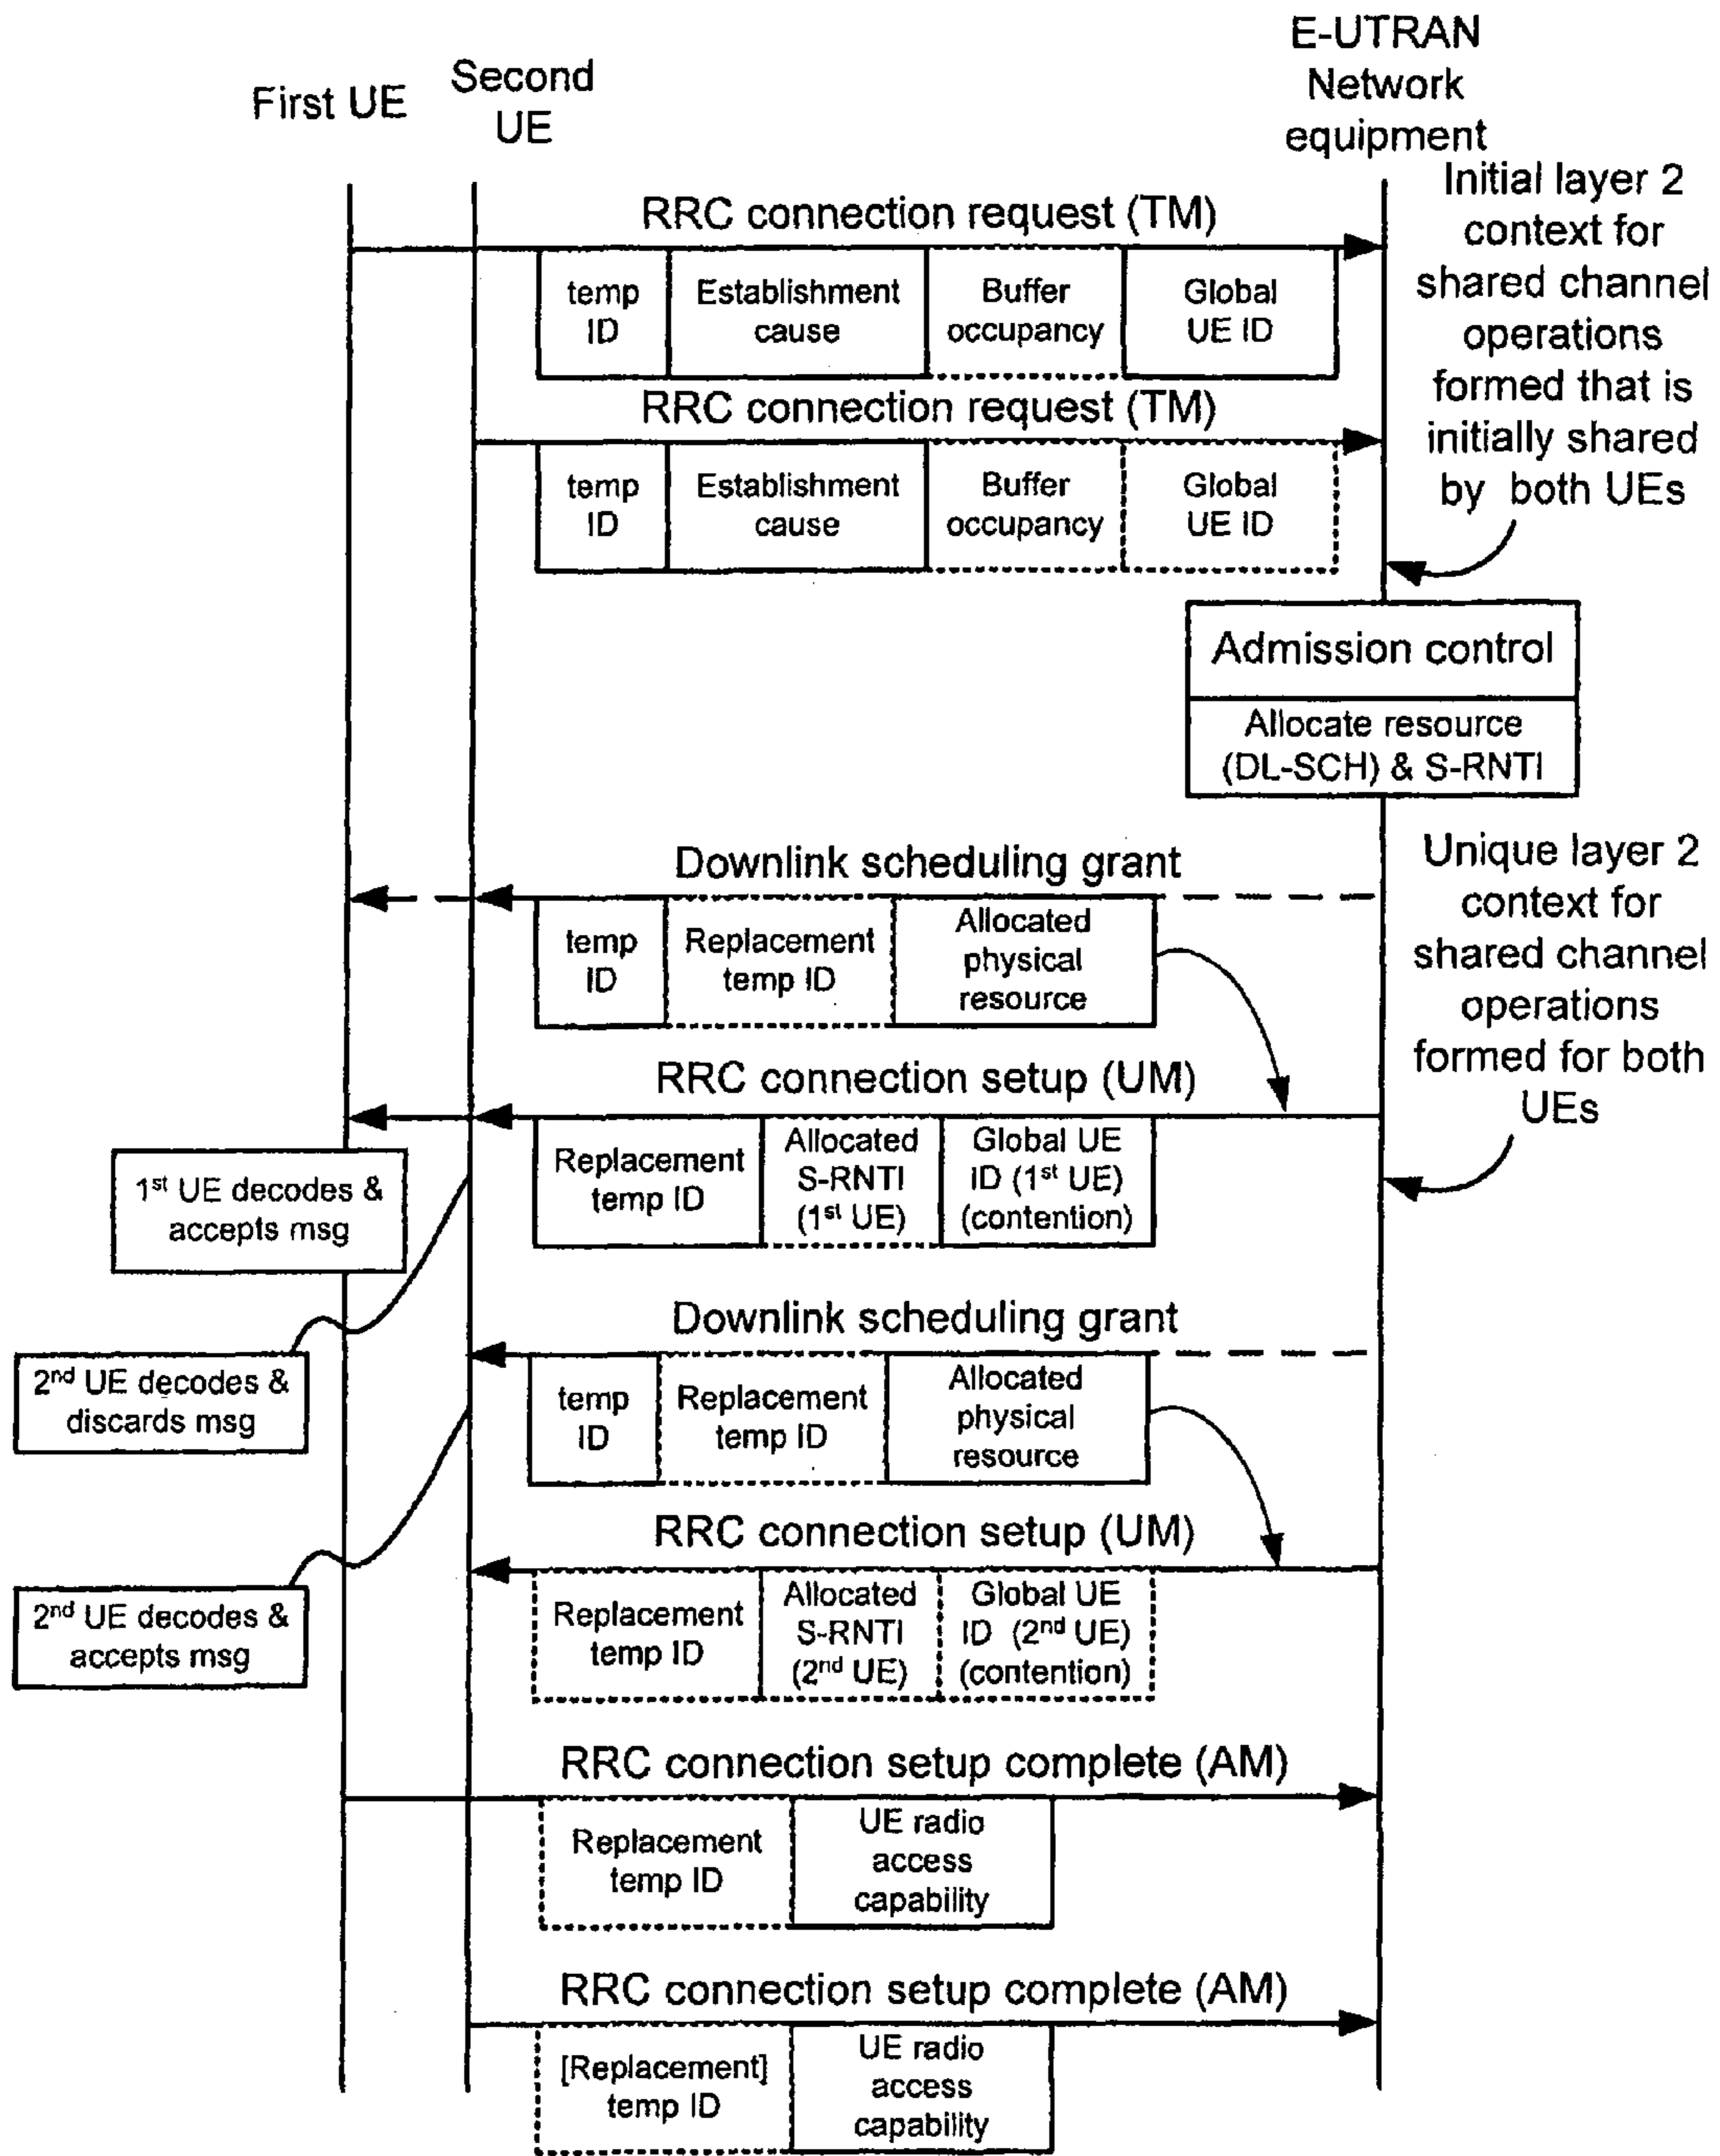 First UE
Second
UE
E-UTRAN
Network
equipment
Initial layer 2
context for
shared channel
operations
formed that is
initially shared
by both UEs
RRC connection request (TM)
temp
ID
Establishment
cause
Buffer
occupancy
Global
UE ID
RRC connection request (TM)
temp
ID
Establishment
cause
Buffer
occupancy
Global
UE ID
Admission control
Allocate resource
(DL-SCH) & S-RNTI
Unique layer 2
context for
shared channel
operations
formed for both
UEs
Downlink scheduling grant
temp
ID
Replacement
temp ID
Allocated
physical
resource
RRC connection setup (UM)
Replacement
temp ID
Allocated
S-RNTI
(1st UE)
Global UE
ID (1st UE)
(contention)
1st UE decodes &
accepts msg
2nd UE decodes &
discards msg
Downlink scheduling grant
temp
ID
Replacement
temp ID
Allocated
physical
resource
RRC connection setup (UM)
Replacement
temp ID
Allocated
S-RNTI
(2nd UE)
Global UE
ID (2nd UE)
(contention)
2nd UE decodes &
accepts msg
RRC connection setup complete (AM)
Replacement
temp ID
UE radio
access
capability
RRC connection setup complete (AM)
[Replacement]
temp ID
UE radio
access
capability